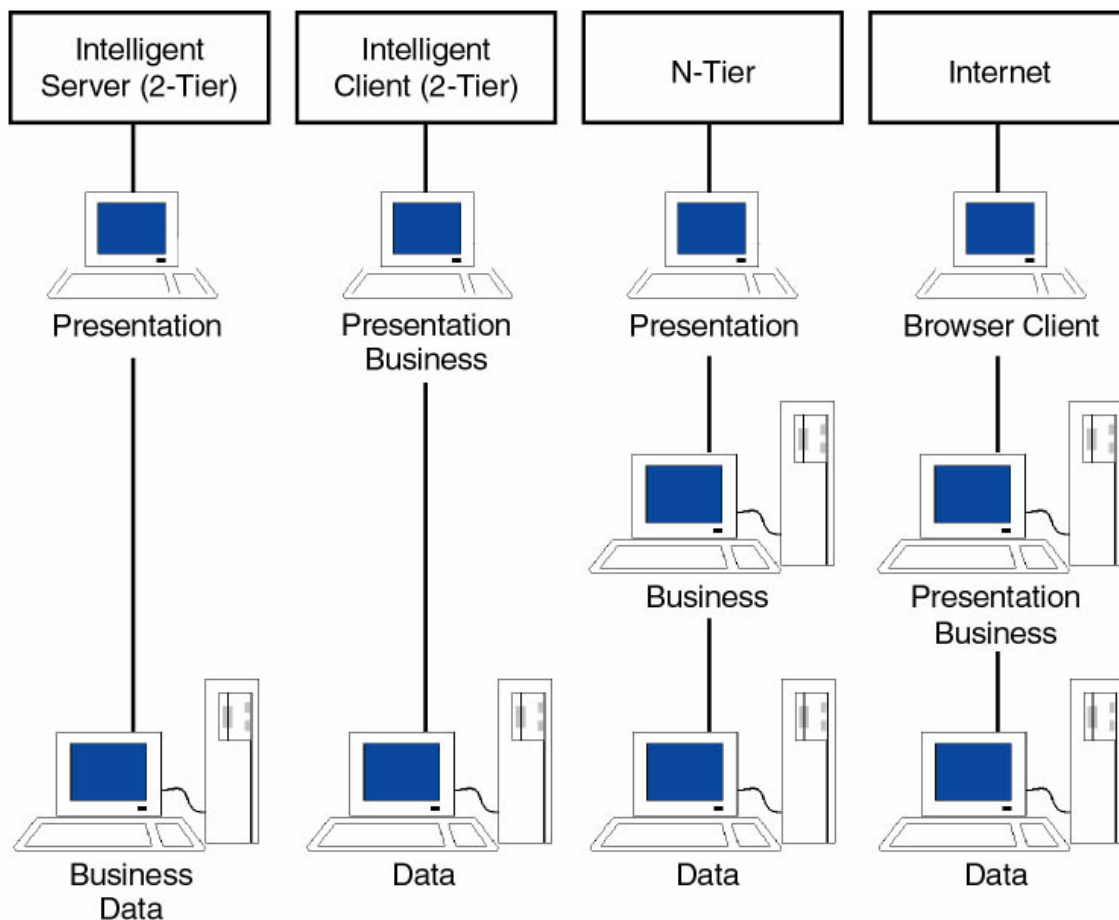 Intelligent
Server (2-Tier)
Intelligent
Client (2-Tier)
N-Tier
Internet
Presentation
Presentation
Business
Presentation
Browser Client
Business
Presentation
Business
Business
Data
Data
Data
Data